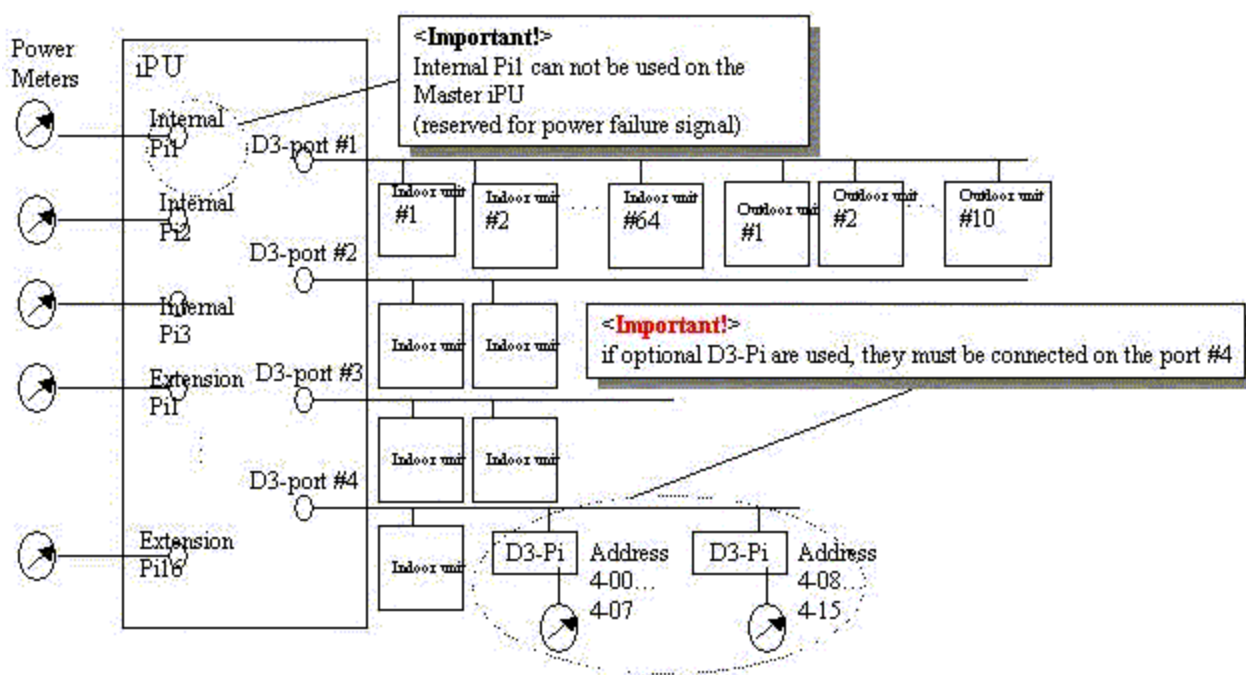 <Important!>
Internal Pi1 can not be used on the
Master iPU
(reserved for power failure signal)
Power
Meters
iPU
Internal
Pi1
D3-port #1
Indoor unit
#1
Indoor unit
#2
Indoor unit
#64
Outdoor unit
#1
Outdoor unit
#2
Outdoor unit
#10
Internal
Pi2
D3-port #2
Internal
Pi3
Indoor unit
Indoor unit
<Important!>
if optional D3-Pi are used, they must be connected on the port #4
Extension
Pi1
D3-port #3
Indoor unit
Indoor unit
D3-port #4
Extension
Pi16
Indoor unit
D3-Pi
Address
4-00...
4-07
D3-Pi
Address
4-08...
4-15